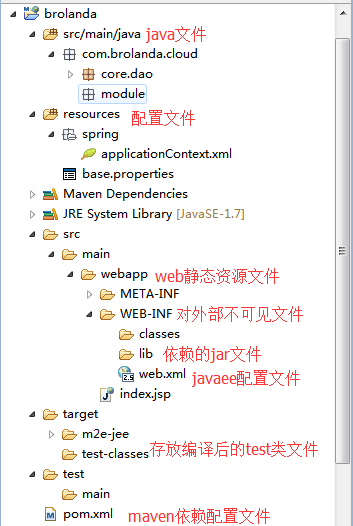 brolanda
src/main/java java文件
com.brolanda.cloud
core.dao
module
resources 配置文件
spring
applicationContext.xml
base.properties
Maven Dependencies
JRE System Library [JavaSE-1.7]
src
main
webapp web静态资源文件
META-INF
WEB-INF 对外部不可见文件
classes
lib 依赖的jar文件
web.xml javaee配置文件
index.jsp
target
m2e-jee
test-classes 存放编译后的test类文件
test
main
pom.xml maven依赖配置文件